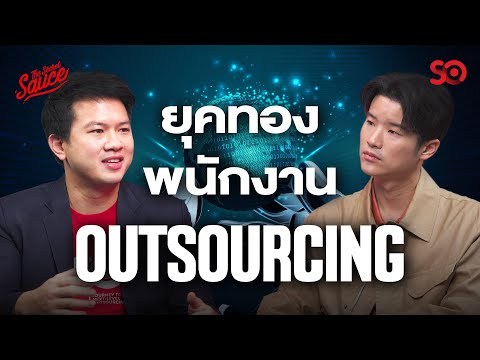 The Secret
Sauce
SO
ยุคทอง
พนักงาน
OUTSOURCING